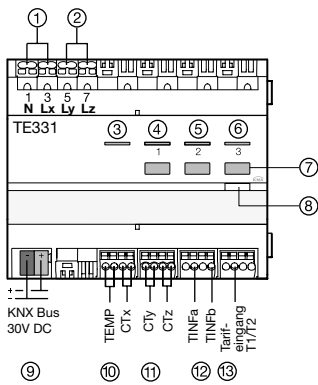 ① ②
1 3 5 7
N Lx Ly Lz
TE331
③ ④ ⑤ ⑥
1 2 3
⑦
KNX
⑧
- +
KNX Bus
30V DC
TEMP
CTx
CTy
CTz
TINFa
TINFb
Tarif-
eingang
T1/T2
⑨ ⑩ ⑪ ⑫ ⑬